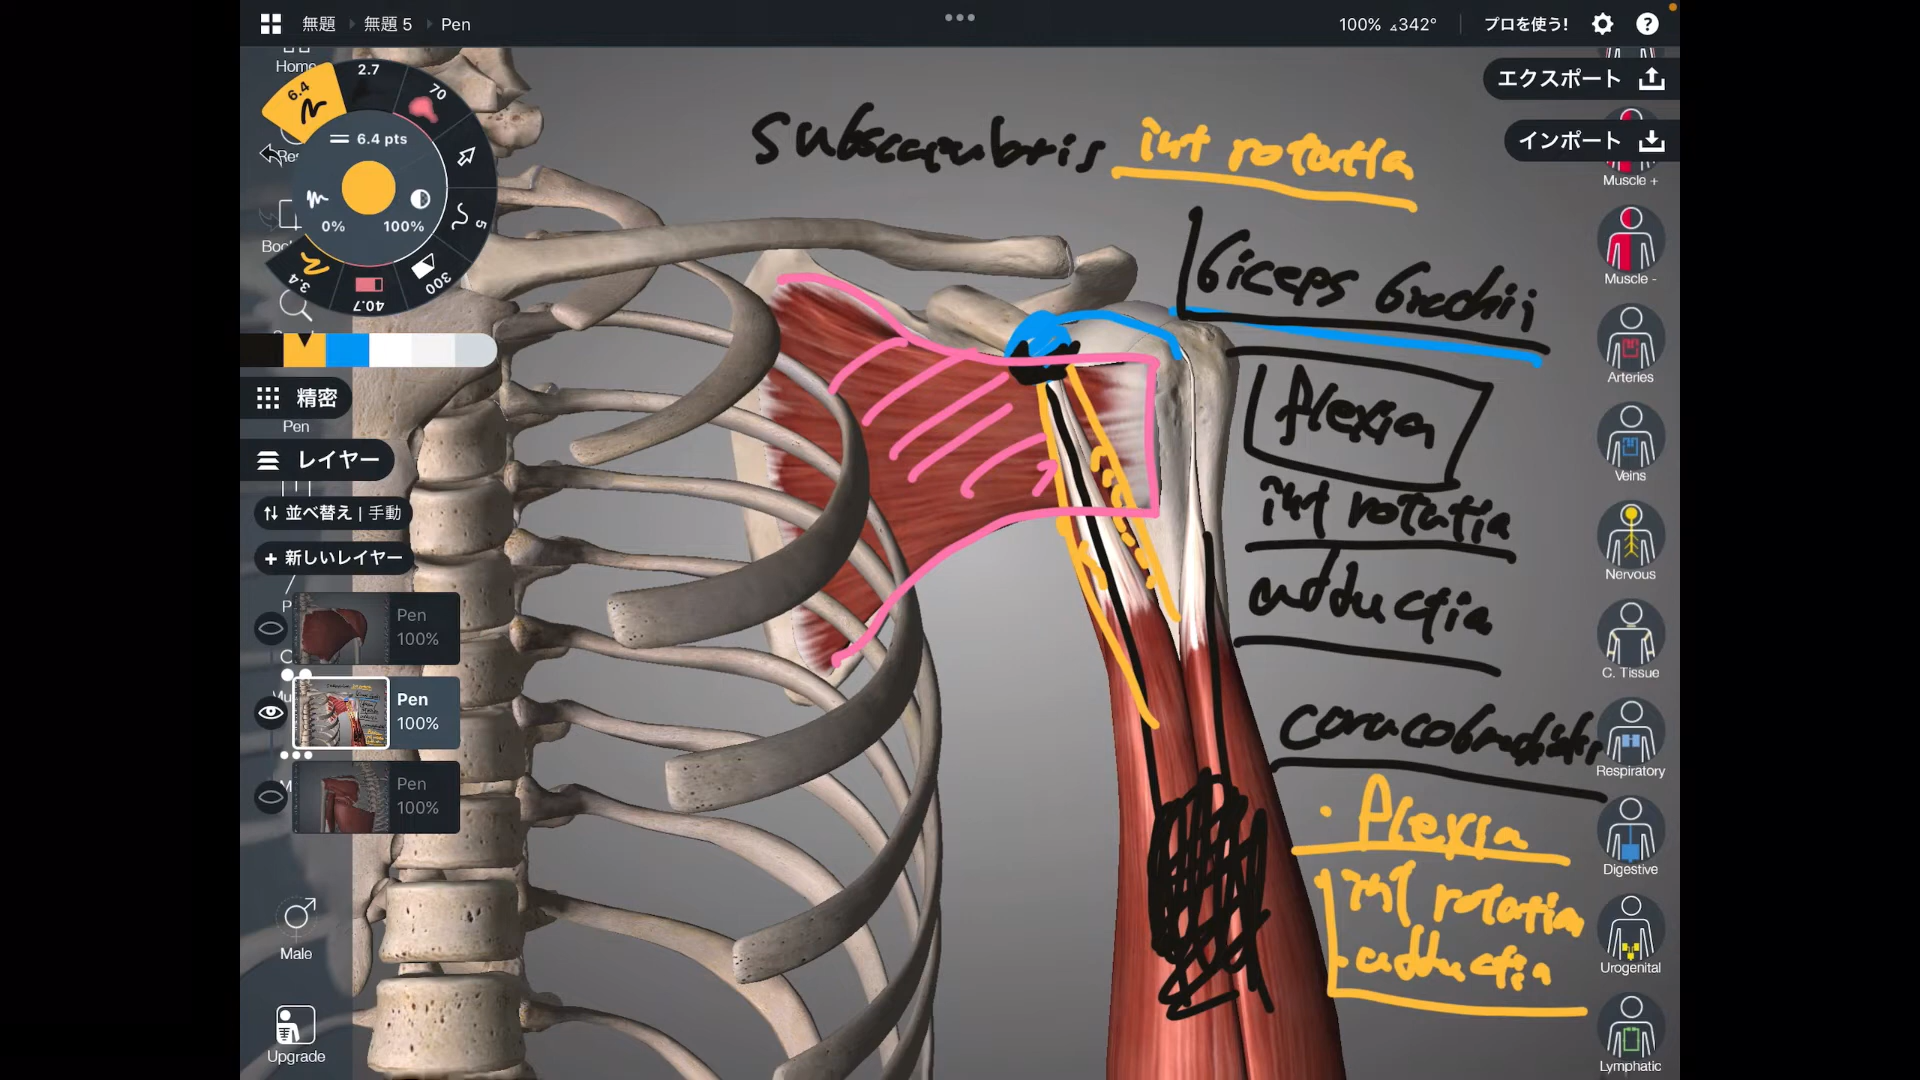 無題 無題 5 Pen
100% 342° プロを使う!
エクスポート
インポート
Home
2.7
6.4
70
6.4 pts
0% 100%
5
3.4
40.7
300
精密
Pen
レイヤー
並べ替え | 手動
+ 新しいレイヤー
Pen
100%
Pen
100%
Pen
100%
Male
Upgrade
int rotatia
biceps brachii
flexia
int rotatia
adductia
flexia
int rotatia
adductia
Muscle +
Muscle -
Arteries
Veins
Nervous
C. Tissue
Respiratory
Digestive
Urogenital
Lymphatic